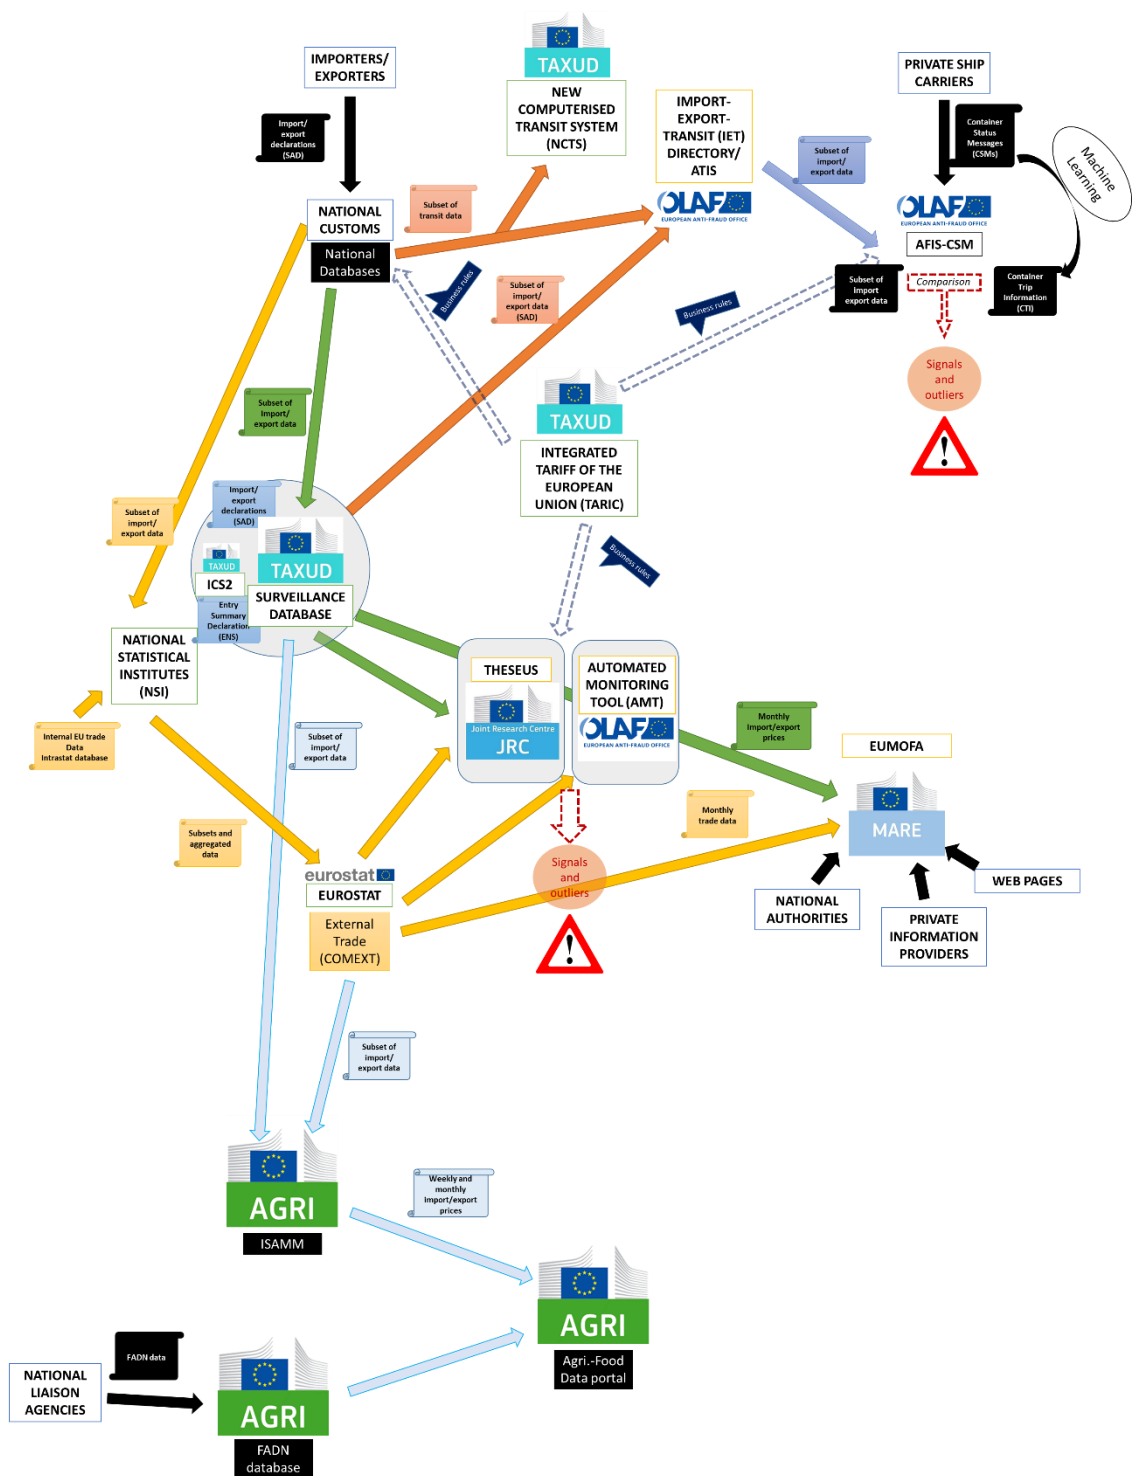 IMPORTERS/
EXPORTERS
Import/
export
declarations
(SAD)
TAXUD
NEW
COMPUTERISED
TRANSIT SYSTEM
(NCTS)
IMPORT-
EXPORT-
TRANSIT (IET)
DIRECTORY/
ATIS
OLAF
EUROPEAN ANTI-FRAUD OFFICE
PRIVATE SHIP
CARRIERS
Container
Status
Messages
(CSMs)
Machine
Learning
Subset of
import/
export data
OLAF
EUROPEAN ANTI-FRAUD OFFICE
AFIS-CSM
Subset of
Import
export data
Comparison
Container
Trip
Information
(CTI)
Signals
and
outliers
!
NATIONAL
CUSTOMS
National
Databases
Subset of
transit data
Business rules
Subset of
import/
export data
(SAD)
Business rules
TAXUD
INTEGRATED
TARIFF OF THE
EUROPEAN
UNION (TARIC)
Business rules
Subset of
Import/
export data
Subset of
import/
export data
Import/
export
declarations
(SAD)
TAXUD
ICS2
Entry
Summary
Declaration
(ENS)
TAXUD
SURVEILLANCE
DATABASE
NATIONAL
STATISTICAL
INSTITUTES
(NSI)
Internal EU trade
Data
Intrastat database
Subset of
import/
export data
THESEUS
Joint Research Centre
JRC
AUTOMATED
MONITORING
TOOL (AMT)
OLAF
EUROPEAN ANTI-FRAUD OFFICE
Monthly
Import/export
prices
EUMOFA
MARE
Monthly
trade data
NATIONAL
AUTHORITIES
PRIVATE
INFORMATION
PROVIDERS
WEB PAGES
Subsets and
aggregated
data
eurostat
EUROSTAT
External
Trade
(COMEXT)
Signals
and
outliers
!
Subset of
import/
export data
AGRI
ISAMM
Weekly and
monthly
import/export
prices
AGRI
Agri.-Food
Data portal
FADN data
NATIONAL
LIAISON
AGENCIES
AGRI
FADN
database